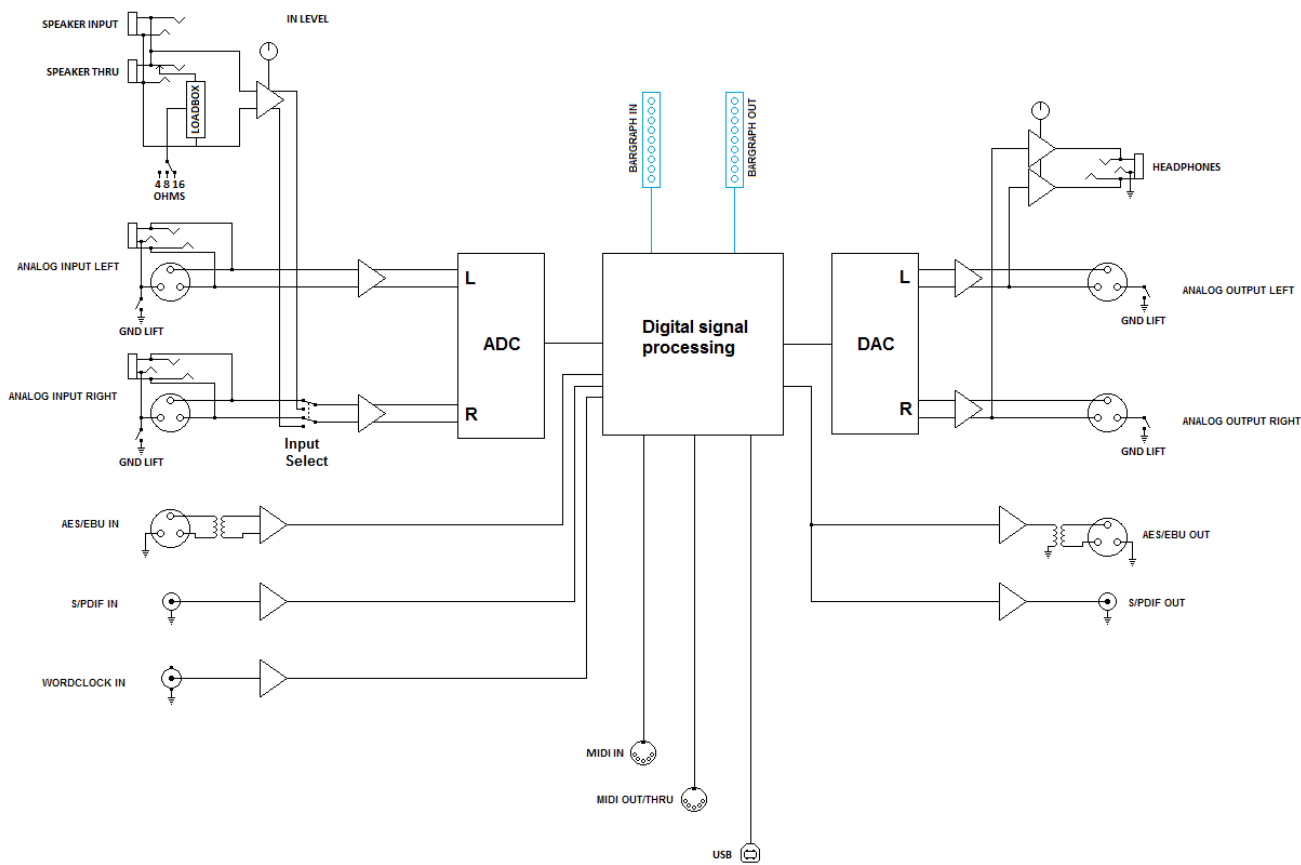 SPEAKER INPUT
IN LEVEL
SPEAKER THRU
LOADBOX
4 8 16
OHMS
BARGRAPH IN
BARGRAPH OUT
HEADPHONES
ANALOG INPUT LEFT
GND LIFT
L
ADC
R
Digital signal
processing
L
DAC
R
ANALOG OUTPUT LEFT
GND LIFT
ANALOG INPUT RIGHT
GND LIFT
Input
Select
ANALOG OUTPUT RIGHT
GND LIFT
AES/EBU IN
AES/EBU OUT
S/PDIF IN
S/PDIF OUT
WORDCLOCK IN
MIDI IN
MIDI OUT/THRU
USB